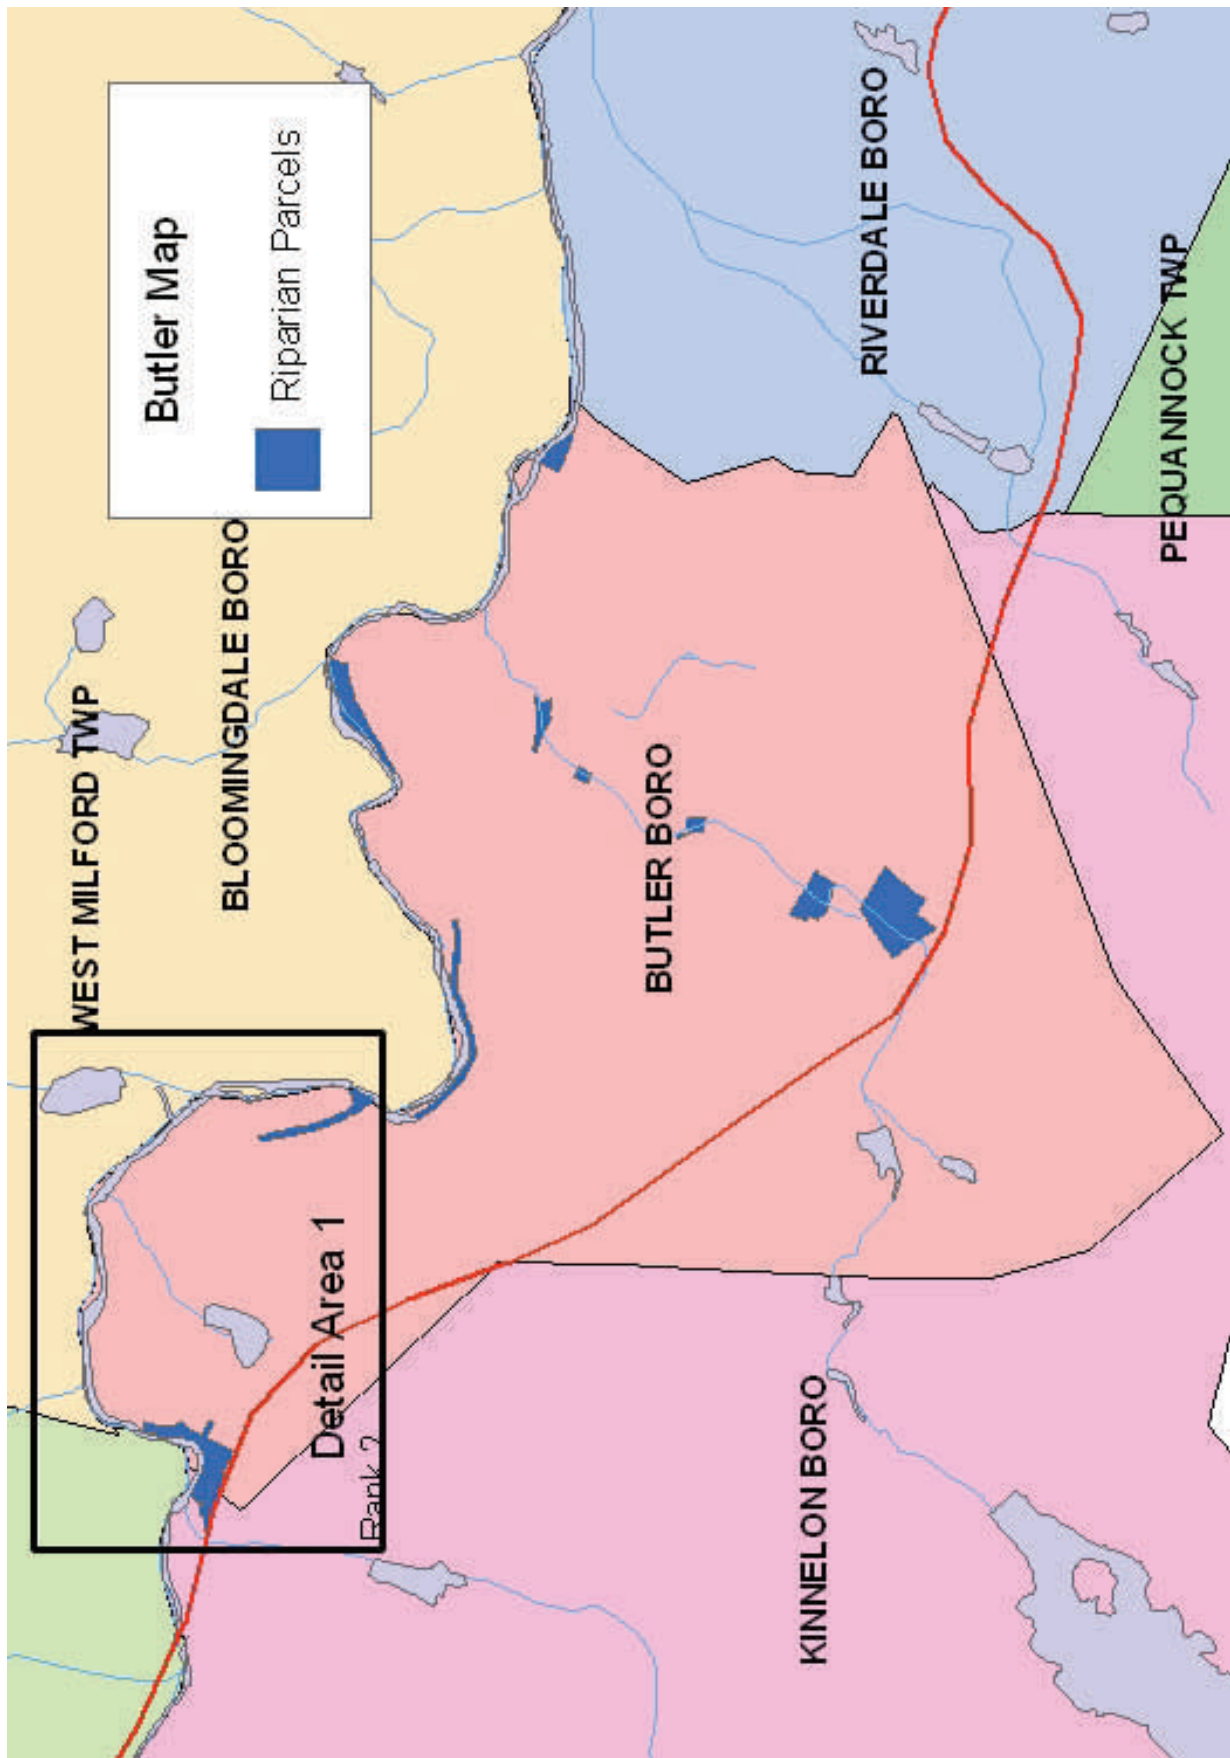 Butler Map
Riparian Parcels
WEST MILFORD TWP
BLOOMINGDALE BORO
Detail Area 1
Rank 2
BUTLER BORO
RIVERDALE BORO
KINNELON BORO
PEQUANNOCK TWP